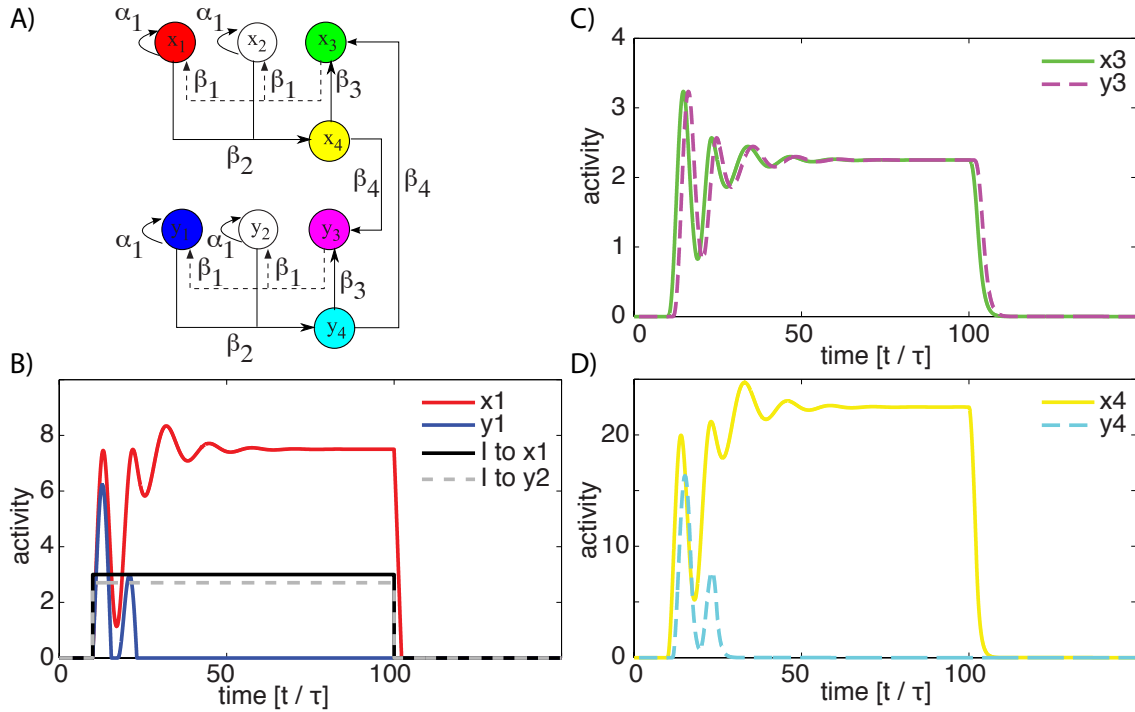 A)
α1 α1
x1 x2 x3
β1 β1 β3
x4
β2
β4 β4
α1 α1
y1 y2 y3
β1 β1 β3
y4
β2
B)
x1
y1
I to x1
I to y2
8
6
4
2
0
activity
0 50 100
time [t / τ]
C)
x3
y3
4
3
2
1
0
activity
0 50 100
time [t / τ]
D)
x4
y4
20
10
0
activity
0 50 100
time [t / τ]